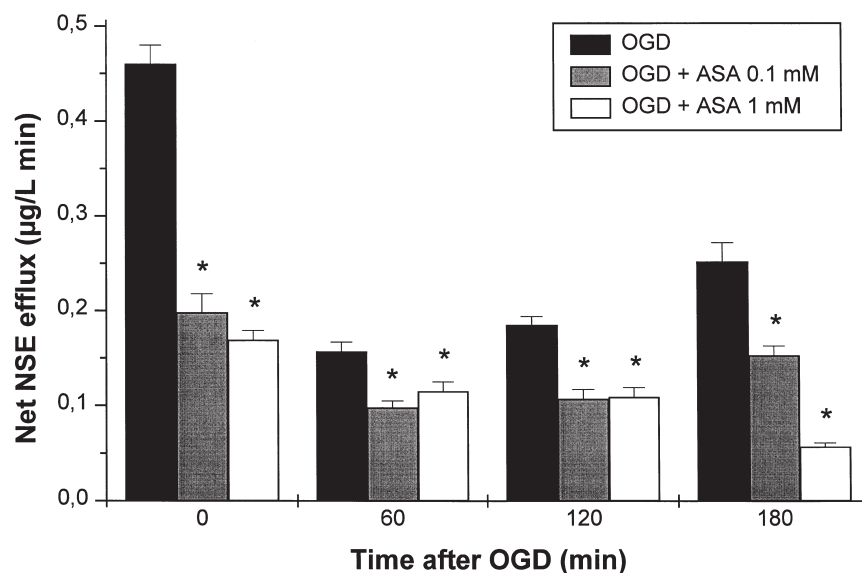 OGD
OGD + ASA 0.1 mM
OGD + ASA 1 mM
Net NSE efflux (µg/L min)
0,5
0,4
0,3
0,2
0,1
0,0
* *
* *
* *
* *
0 60 120 180
Time after OGD (min)